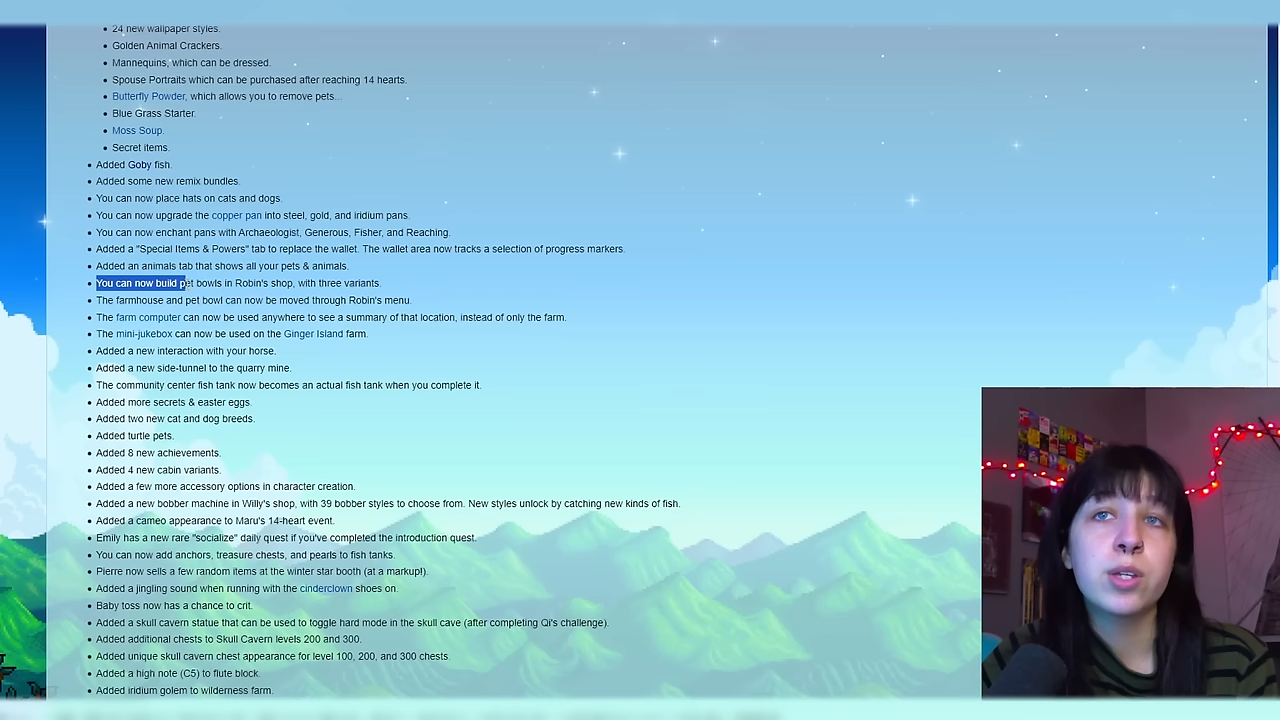 24 new wallpaper styles.
Golden Animal Crackers.
Mannequins, which can be dressed.
Spouse Portraits which can be purchased after reaching 14 hearts.
Butterfly Powder, which allows you to remove pets...
Blue Grass Starter.
Moss Soup.
Secret items.
Added Goby fish.
Added some new remix bundles.
You can now place hats on cats and dogs.
You can now upgrade the copper pan into steel, gold, and iridium pans.
You can now enchant pans with Archaeologist, Generous, Fisher, and Reaching.
Added a "Special Items & Powers" tab to replace the wallet. The wallet area now tracks a selection of progress markers.
Added an animals tab that shows all your pets & animals.
You can now build pet bowls in Robin's shop, with three variants.
The farmhouse and pet bowl can now be moved through Robin's menu.
The farm computer can now be used anywhere to see a summary of that location, instead of only the farm.
The mini-jukebox can now be used on the Ginger Island farm.
Added a new interaction with your horse.
Added a new side-tunnel to the quarry mine.
The community center fish tank now becomes an actual fish tank when you complete it.
Added more secrets & easter eggs.
Added two new cat and dog breeds.
Added turtle pets.
Added 8 new achievements.
Added 4 new cabin variants.
Added a few more accessory options in character creation.
Added a new bobber machine in Willy's shop, with 39 bobber styles to choose from. New styles unlock by catching new kinds of fish.
Added a cameo appearance to Maru's 14-heart event.
Emily has a new rare "socialize" daily quest if you've completed the introduction quest.
You can now add anchors, treasure chests, and pearls to fish tanks.
Pierre now sells a few random items at the winter star booth (at a markup!).
Added a jingling sound when running with the cinderclown shoes on.
Baby toss now has a chance to crit.
Added a skull cavern statue that can be used to toggle hard mode in the skull cave (after completing Qi's challenge).
Added additional chests to Skull Cavern levels 200 and 300.
Added unique skull cavern chest appearance for level 100, 200, and 300 chests.
Added a high note (C5) to flute block.
Added iridium golem to wilderness farm.